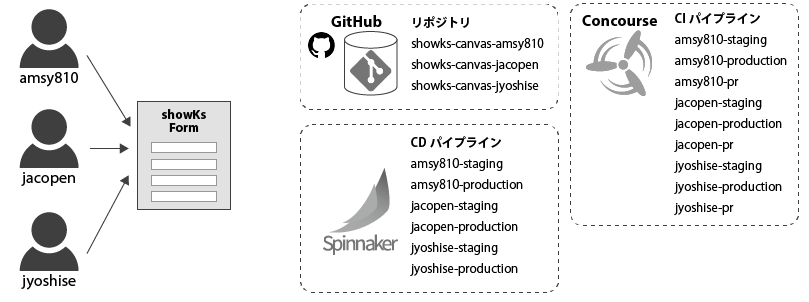 amsy810
jacopen
jyoshise
showKs
Form
GitHub
リポジトリ
showks-canvas-amsy810
showks-canvas-jacopen
showks-canvas-jyoshise
CD パイプライン
amsy810-staging
amsy810-production
jacopen-staging
jacopen-production
jyoshise-staging
jyoshise-production
Spinnaker
Concourse
CI パイプライン
amsy810-staging
amsy810-production
amsy810-pr
jacopen-staging
jacopen-production
jacopen-pr
jyoshise-staging
jyoshise-production
jyoshise-pr